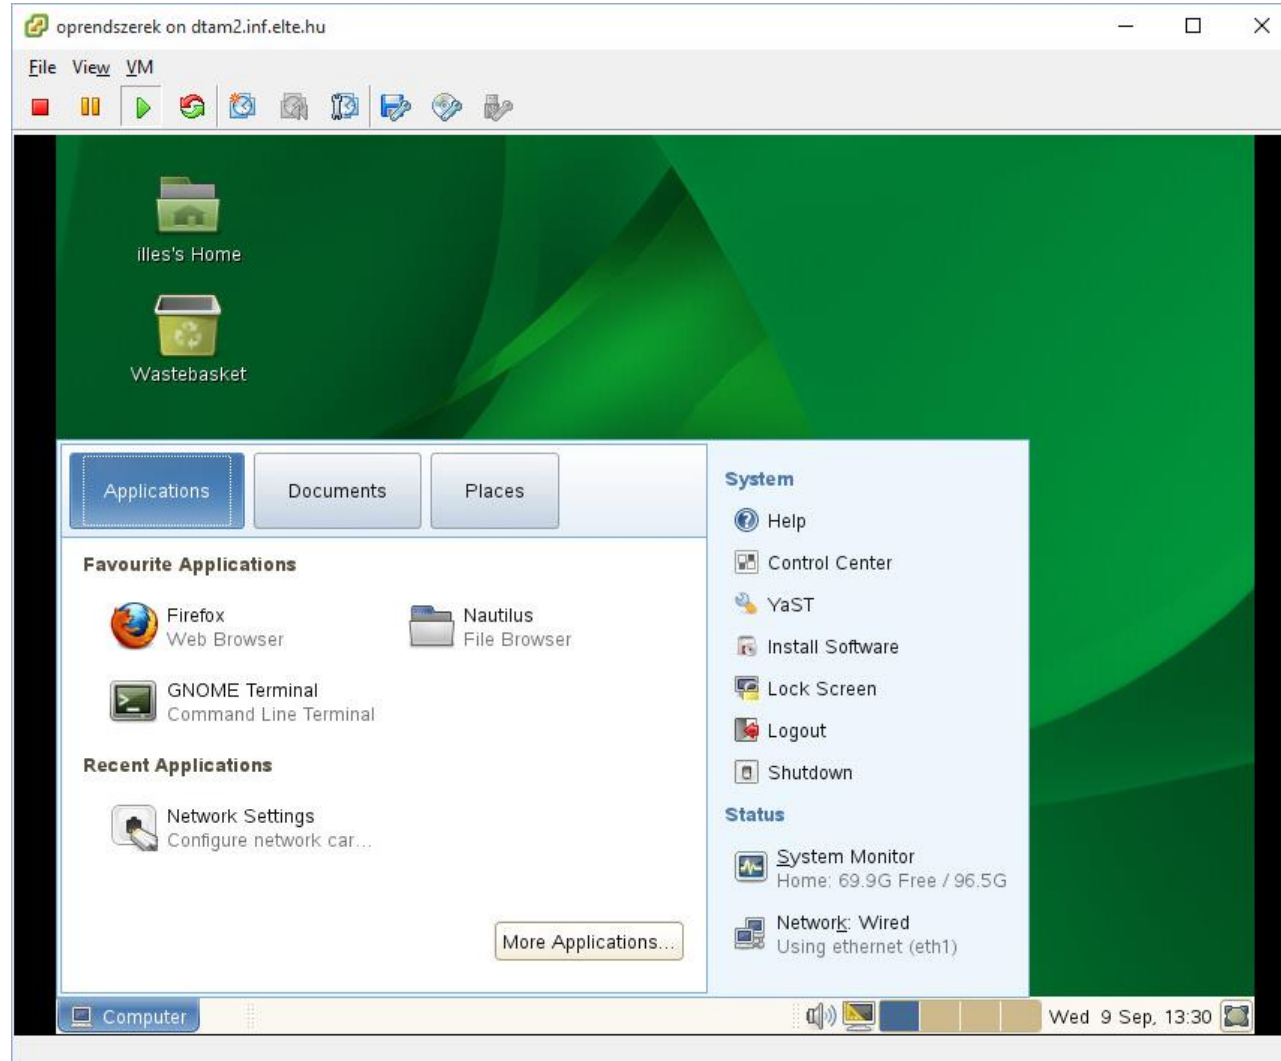 oprendszerek on dtam2.inf.elte.hu
File View VM
illes's Home
Wastebasket
Applications
Documents
Places
Favourite Applications
Firefox
Web Browser
Nautilus
File Browser
GNOME Terminal
Command Line Terminal
Recent Applications
Network Settings
Configure network car...
More Applications...
System
Help
Control Center
YaST
Install Software
Lock Screen
Logout
Shutdown
Status
System Monitor
Home: 69.9G Free / 96.5G
Network: Wired
Using ethernet (eth1)
Computer
Wed 9 Sep, 13:30